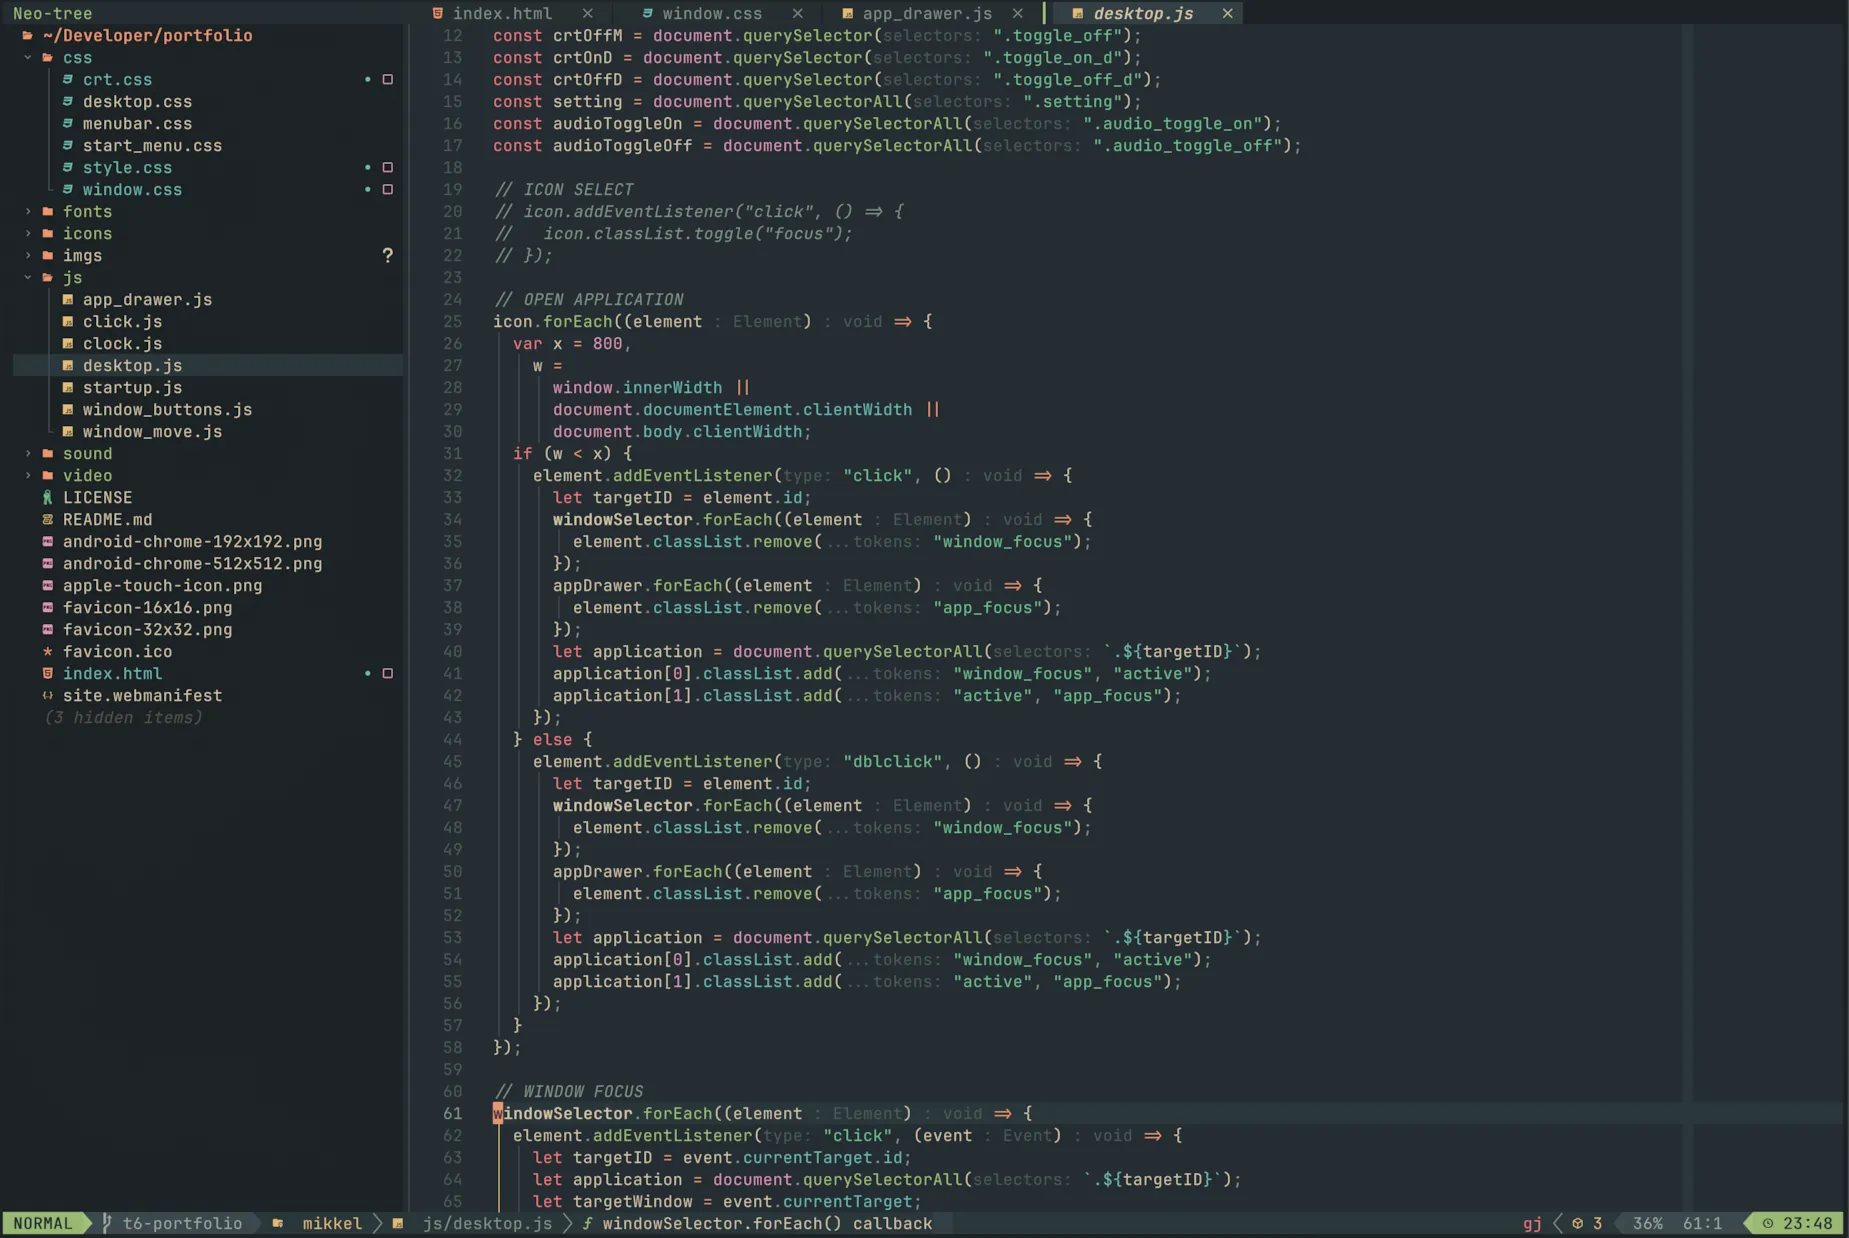 Neo-tree
index.html × window.css × app_drawer.js × desktop.js ×
~/Developer/portfolio
css
crt.css
desktop.css
menubar.css
start_menu.css
style.css
window.css
fonts
icons
imgs ?
js
app_drawer.js
click.js
clock.js
desktop.js
startup.js
window_buttons.js
window_move.js
sound
video
LICENSE
README.md
android-chrome-192x192.png
android-chrome-512x512.png
apple-touch-icon.png
favicon-16x16.png
favicon-32x32.png
favicon.ico
index.html
site.webmanifest
(3 hidden items)
12 const crtOffM = document.querySelector(selectors: ".toggle_off");
13 const crtOnD = document.querySelector(selectors: ".toggle_on_d");
14 const crtOffD = document.querySelector(selectors: ".toggle_off_d");
15 const setting = document.querySelectorAll(selectors: ".setting");
16 const audioToggleOn = document.querySelectorAll(selectors: ".audio_toggle_on");
17 const audioToggleOff = document.querySelectorAll(selectors: ".audio_toggle_off");
18
19 // ICON SELECT
20 // icon.addEventListener("click", () => {
21 //   icon.classList.toggle("focus");
22 // });
23
24 // OPEN APPLICATION
25 icon.forEach((element : Element) : void => {
26   var x = 800,
27     w =
28       window.innerWidth ||
29       document.documentElement.clientWidth ||
30       document.body.clientWidth;
31   if (w < x) {
32     element.addEventListener(type: "click", () : void => {
33       let targetID = element.id;
34       windowSelector.forEach((element : Element) : void => {
35         element.classList.remove(...tokens: "window_focus");
36       });
37       appDrawer.forEach((element : Element) : void => {
38         element.classList.remove(...tokens: "app_focus");
39       });
40       let application = document.querySelectorAll(selectors: `.${targetID}`);
41       application[0].classList.add(...tokens: "window_focus", "active");
42       application[1].classList.add(...tokens: "active", "app_focus");
43     });
44   } else {
45     element.addEventListener(type: "dblclick", () : void => {
46       let targetID = element.id;
47       windowSelector.forEach((element : Element) : void => {
48         element.classList.remove(...tokens: "window_focus");
49       });
50       appDrawer.forEach((element : Element) : void => {
51         element.classList.remove(...tokens: "app_focus");
52       });
53       let application = document.querySelectorAll(selectors: `.${targetID}`);
54       application[0].classList.add(...tokens: "window_focus", "active");
55       application[1].classList.add(...tokens: "active", "app_focus");
56     });
57   }
58 });
59
60 // WINDOW FOCUS
61 windowSelector.forEach((element : Element) : void => {
62   element.addEventListener(type: "click", (event : Event) : void => {
63     let targetID = event.currentTarget.id;
64     let application = document.querySelectorAll(selectors: `.${targetID}`);
65     let targetWindow = event.currentTarget;
NORMAL t6-portfolio mikkel js/desktop.js ƒ windowSelector.forEach() callback gj 3 36% 61:1 23:48